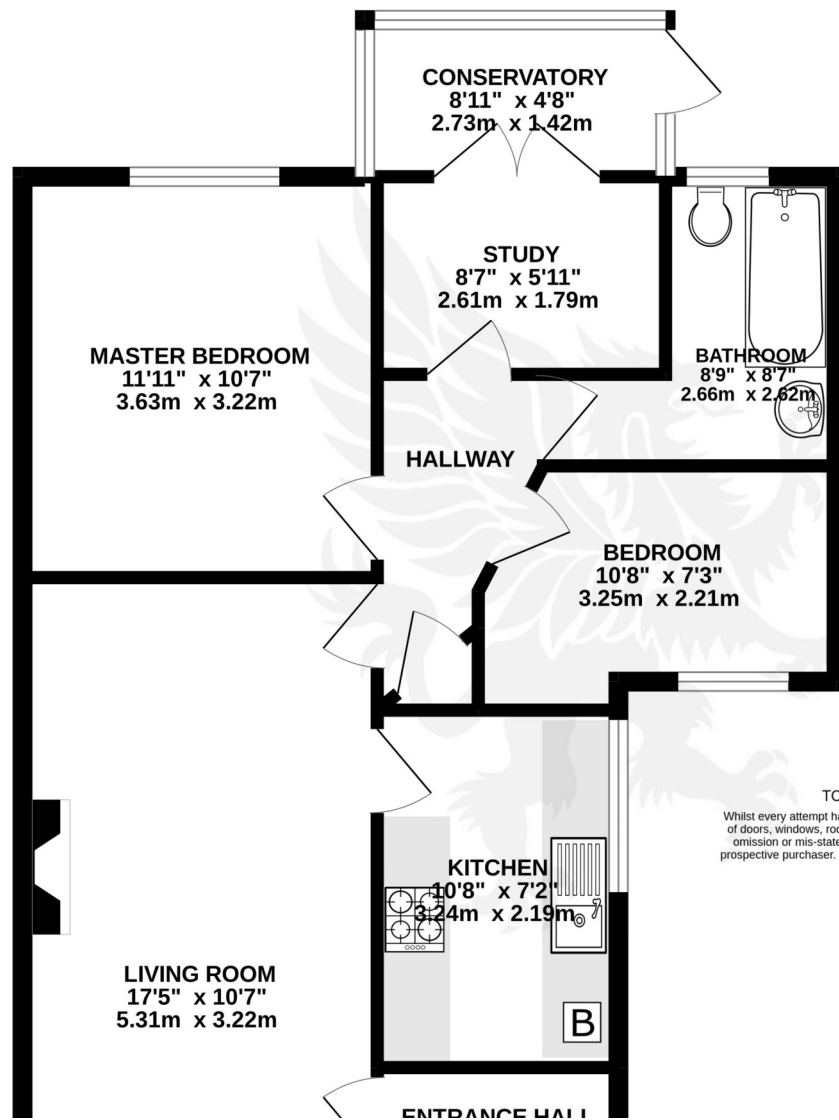 CONSERVATORY
8'11" x 4'8"
2.73m x 1.42m
STUDY
8'7" x 5'11"
2.61m x 1.79m
MASTER BEDROOM
11'11" x 10'7"
3.63m x 3.22m
BATHROOM
8'9" x 8'7"
2.66m x 2.62m
HALLWAY
BEDROOM
10'8" x 7'3"
3.25m x 2.21m
TO
Whilst every attempt ha
of doors, windows, roo
omission or mis-state
prospective purchaser.
KITCHEN
10'8" x 7'2"
3.24m x 2.19m
LIVING ROOM
17'5" x 10'7"
5.31m x 3.22m
B
ENTRANCE HALL